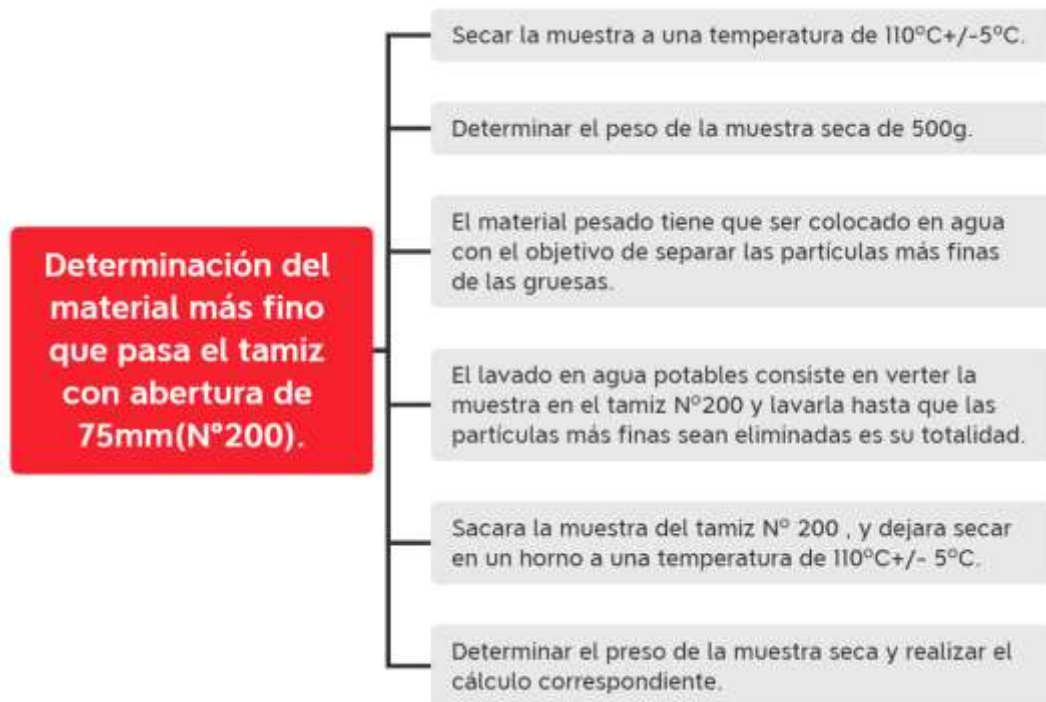 Determinación del
material más fino
que pasa el tamiz
con abertura de
75mm(N°200).
Secar la muestra a una temperatura de 110°C+/-5°C.
Determinar el peso de la muestra seca de 500g.
El material pesado tiene que ser colocado en agua
con el objetivo de separar las partículas más finas
de las gruesas.
El lavado en agua potables consiste en verter la
muestra en el tamiz N°200 y lavarla hasta que las
partículas más finas sean eliminadas es su totalidad.
Sacara la muestra del tamiz N° 200 , y dejara secar
en un horno a una temperatura de 110°C+/- 5°C.
Determinar el preso de la muestra seca y realizar el
cálculo correspondiente.